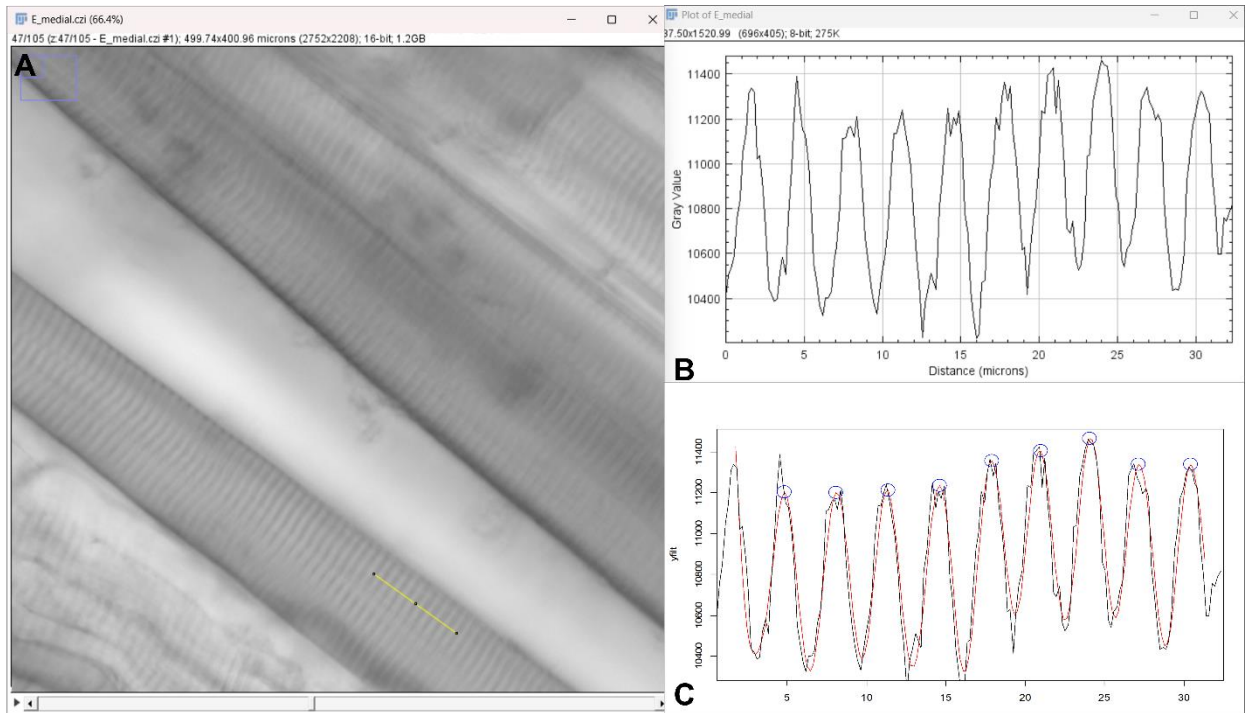 E_medial.czi (66.4%)
47/105 (z:47/105 - E_medial.czi #1); 499.74x400.96 microns (2752x2208); 16-bit; 1.2GB
A
Plot of E_medial
37.50x1520.99 (696x405); 8-bit; 275K
11400
11200
11000
10800
10600
10400
Gray Value
0
5
10
15
20
25
30
Distance (microns)
B
11400
11200
11000
10800
10600
10400
yfilt
5
10
15
20
25
30
C